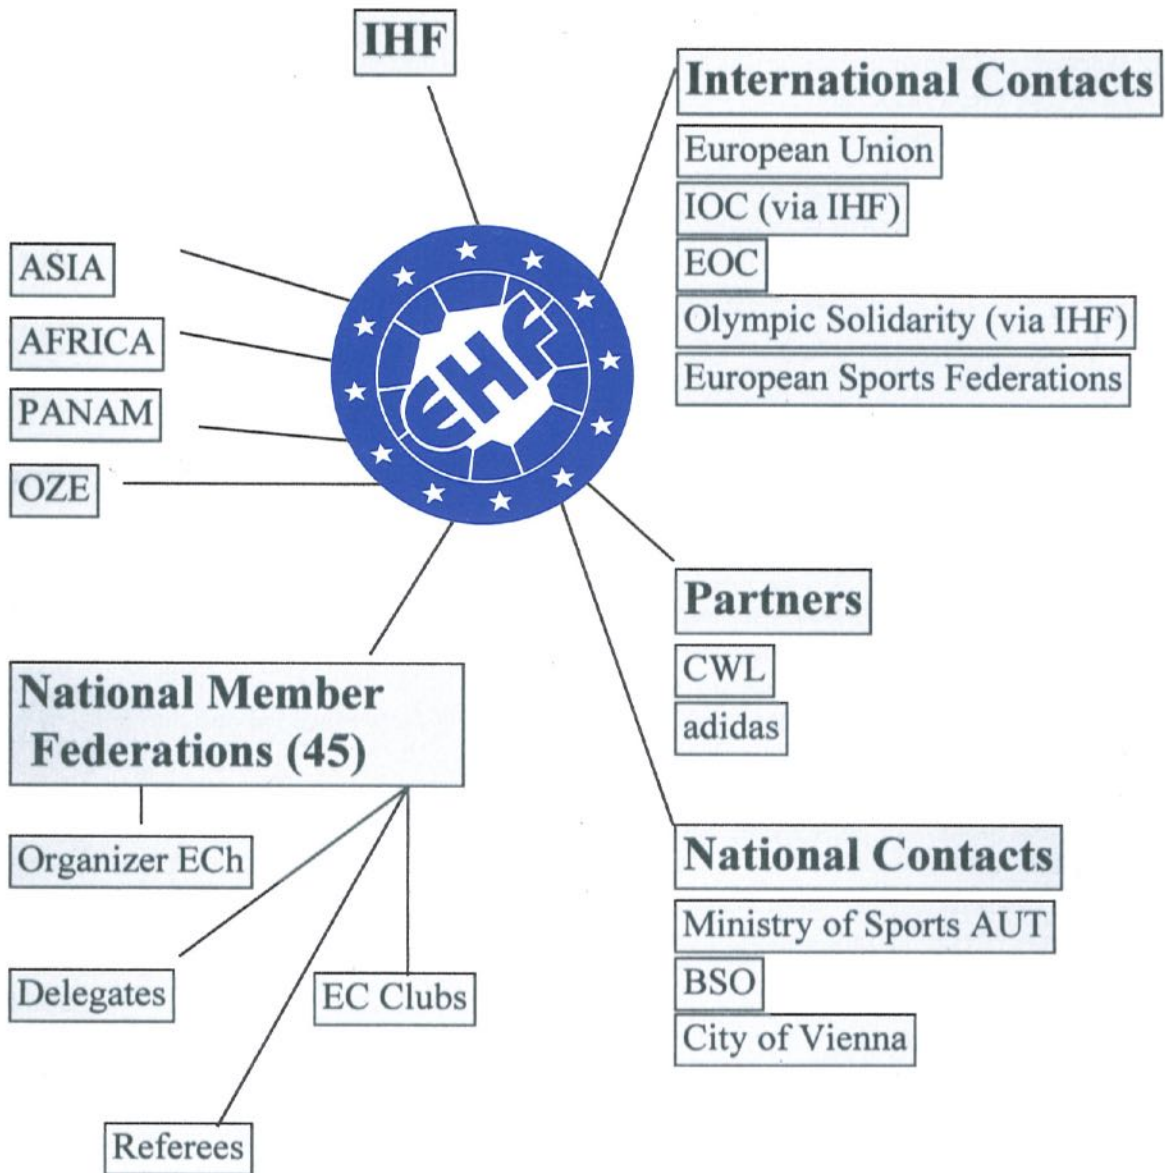 IHF
International Contacts
European Union
IOC (via IHF)
EOC
Olympic Solidarity (via IHF)
European Sports Federations
ASIA
AFRICA
PANAM
OZE
EHF
Partners
CWL
adidas
National Member
Federations (45)
Organizer ECh
Delegates
EC Clubs
Referees
National Contacts
Ministry of Sports AUT
BSO
City of Vienna